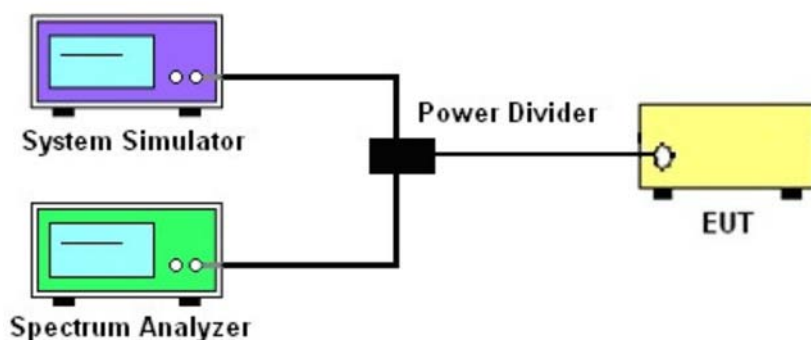 System Simulator
Power Divider
EUT
Spectrum Analyzer